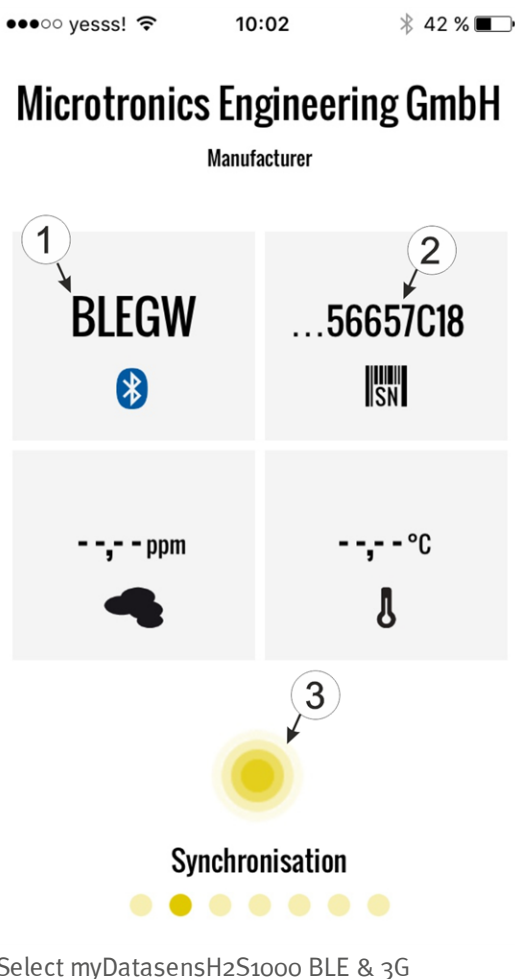 ●●●○○ yesss! 10:02 42 %
Microtronics Engineering GmbH
Manufacturer
1 2
BLEGW ...56657C18
SN
--,-- ppm --,-- °C
3
Synchronisation
Select myDatasensH2S1000 BLE & 3G